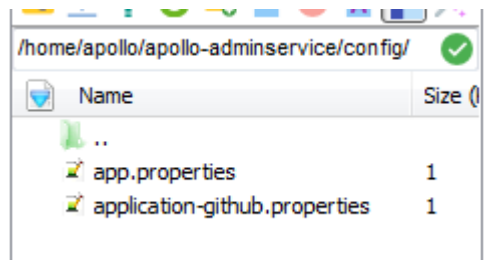 /home/apollo/apollo-adminservice/config/
Name Size (
..
app.properties 1
application-github.properties 1